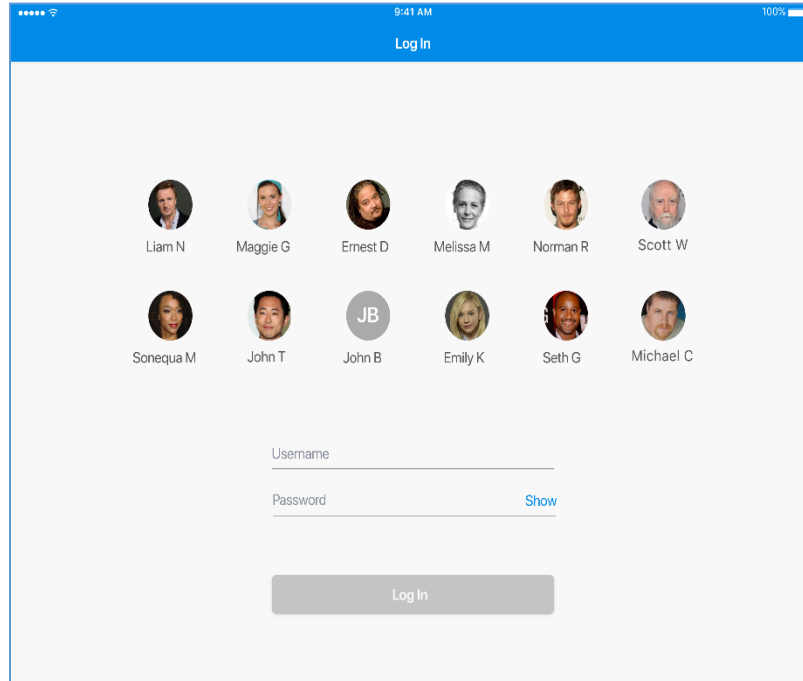 9:41 AM 100%
Log In
Liam N Maggie G Ernest D Melissa M Norman R Scott W
JB
Sonequa M John T John B Emily K Seth G Michael C
Username
Password Show
Log In